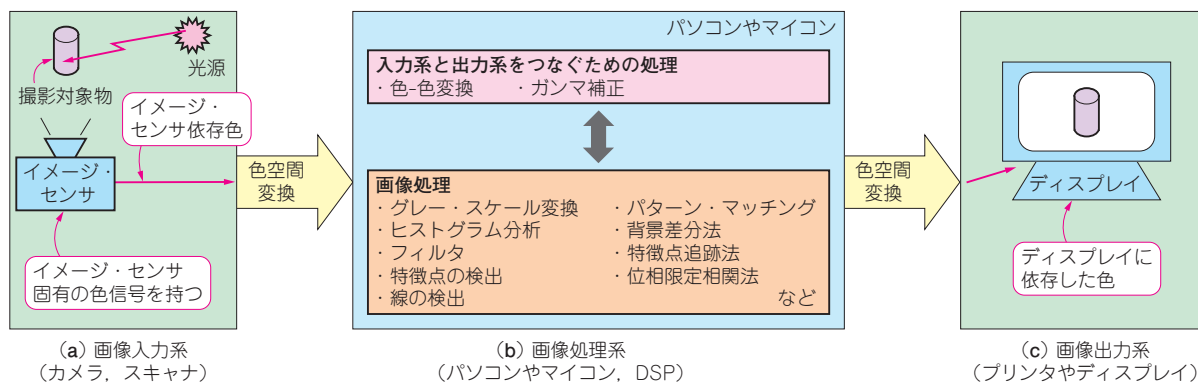 光源
撮影対象物
イメージ・
センサ依存色
イメージ・
センサ
イメージ・センサ
固有の色信号を持つ
(a) 画像入力系
(カメラ，スキャナ)
色空間
変換
パソコンやマイコン
入力系と出力系をつなぐための処理
・色-色変換　・ガンマ補正
画像処理
・グレー・スケール変換
・ヒストグラム分析
・フィルタ
・特徴点の検出
・線の検出
・パターン・マッチング
・背景差分法
・特徴点追跡法
・位相限定相関法
など
(b) 画像処理系
(パソコンやマイコン，DSP)
色空間
変換
ディスプレイ
ディスプレイに
依存した色
(c) 画像出力系
(プリンタやディスプレイ)